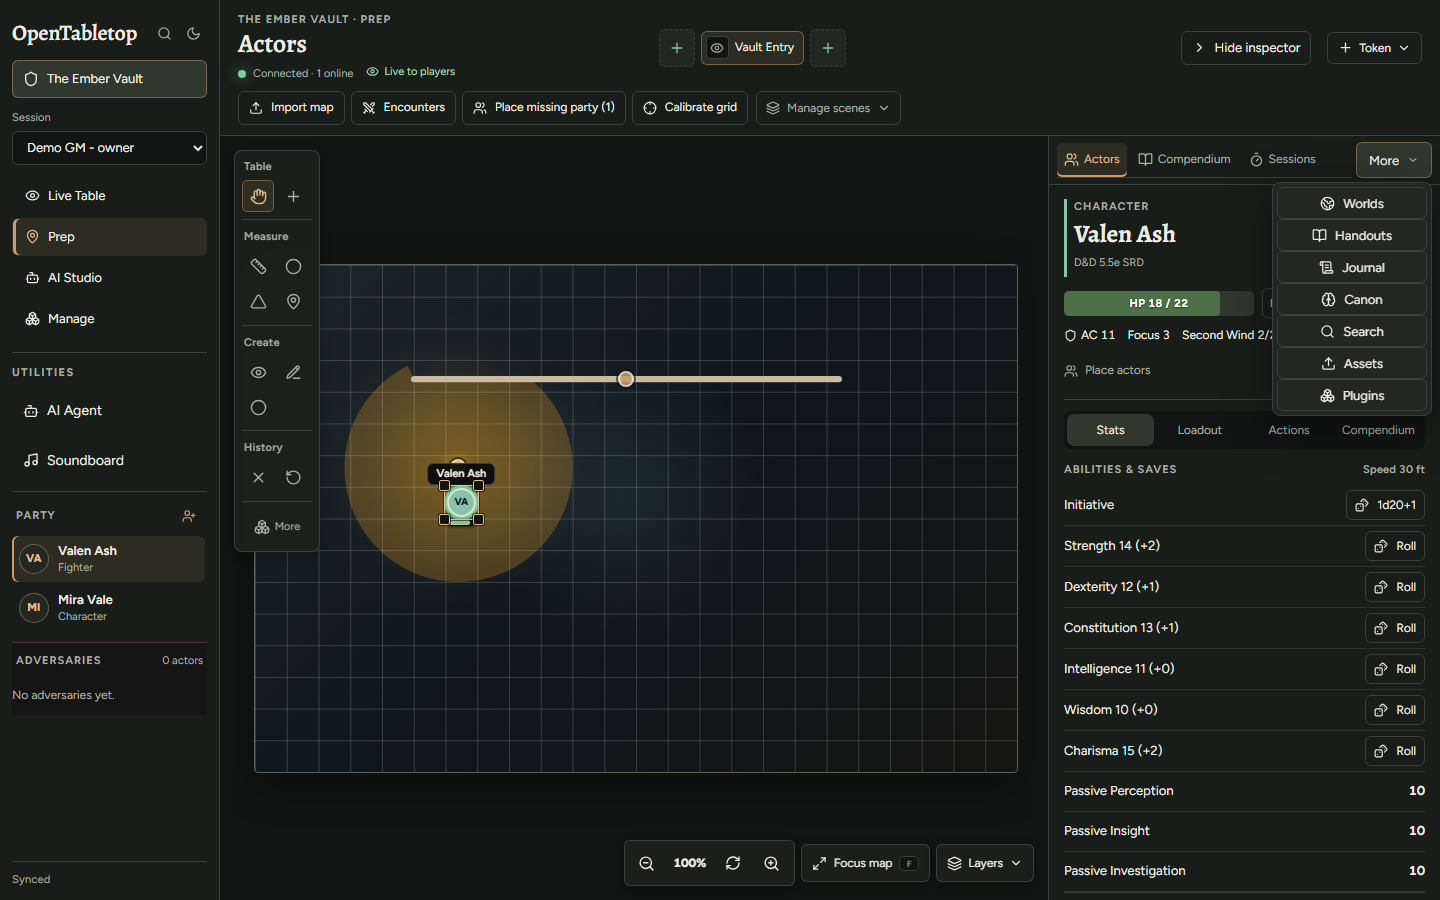 OpenTabletop
The Ember Vault
Session
Demo GM - owner
Live Table
Prep
AI Studio
Manage
UTILITIES
AI Agent
Soundboard
PARTY
VA
Valen Ash
Fighter
MI
Mira Vale
Character
ADVERSARIES
0 actors
No adversaries yet.
Synced
THE EMBER VAULT · PREP
Actors
Connected · 1 online
Live to players
Vault Entry
Hide inspector
Token
Import map
Encounters
Place missing party (1)
Calibrate grid
Manage scenes
Table
Measure
Create
History
More
Valen Ash
VA
100%
Focus map
F
Layers
Actors
Compendium
Sessions
More
Worlds
Handouts
Journal
Canon
Search
Assets
Plugins
CHARACTER
Valen Ash
D&D 5.5e SRD
HP 18 / 22
AC 11
Focus 3
Second Wind 2/2
Place actors
Stats
Loadout
Actions
Compendium
ABILITIES & SAVES
Speed 30 ft
Initiative
1d20+1
Strength 14 (+2)
Roll
Dexterity 12 (+1)
Roll
Constitution 13 (+1)
Roll
Intelligence 11 (+0)
Roll
Wisdom 10 (+0)
Roll
Charisma 15 (+2)
Roll
Passive Perception
10
Passive Insight
10
Passive Investigation
10